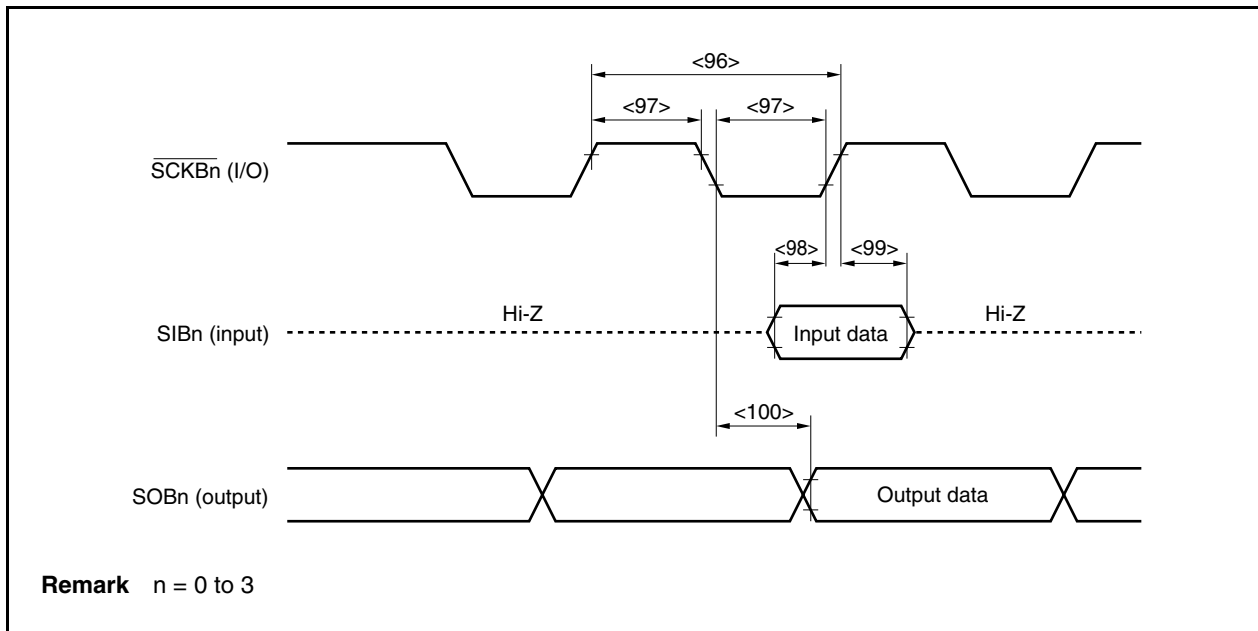 <96>
<97> <97>
SCKBn (I/O)
<98> <99>
Hi-Z Hi-Z
SIBn (input) Input data
<100>
SOBn (output) Output data
Remark n = 0 to 3